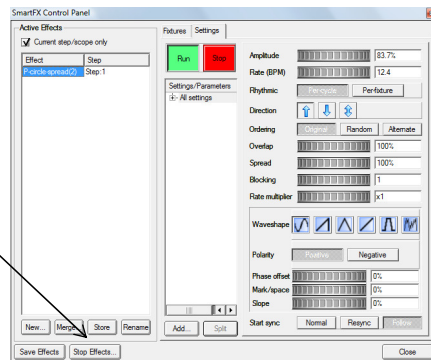 SmartFX Control Panel
Active Effects
Current step/scope only
Effect Step
P-circle-spread(2) Step:1
New... Merge Store Rename
Save Effects Stop Effects...
Fixtures Settings
Run Stop
Settings/Parameters
All settings
Add... Split
Amplitude 83.7%
Rate (BPM) 12.4
Rhythmic Per-cycle Per-fixture
Direction
Ordering Original Random Alternate
Overlap 100%
Spread 100%
Blocking 1
Rate multiplier x1
Waveshape
Polarity Positive Negative
Phase offset 0%
Mark/space 0%
Slope 0%
Start sync Normal Resync Follow
Close